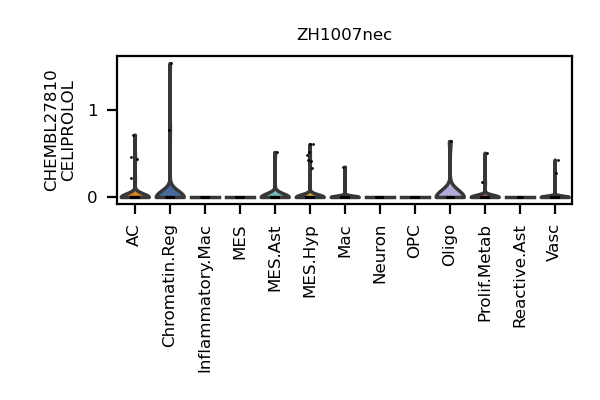 ZH1007nec
CHEMBL27810
CELIPROLOL
1
0
AC
Chromatin.Reg
Inflammatory.Mac
MES
MES.Ast
MES.Hyp
Mac
Neuron
OPC
Oligo
Prolif.Metab
Reactive.Ast
Vasc